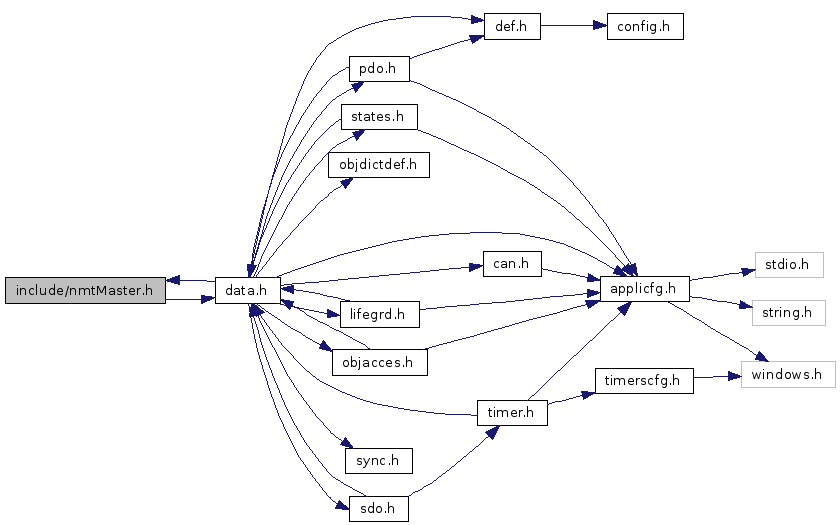 def.h
config.h
pdo.h
states.h
objdictdef.h
can.h
stdio.h
include/nmtMaster.h
data.h
applicfg.h
lifegrd.h
string.h
objacces.h
windows.h
timerscfg.h
timer.h
sync.h
sdo.h